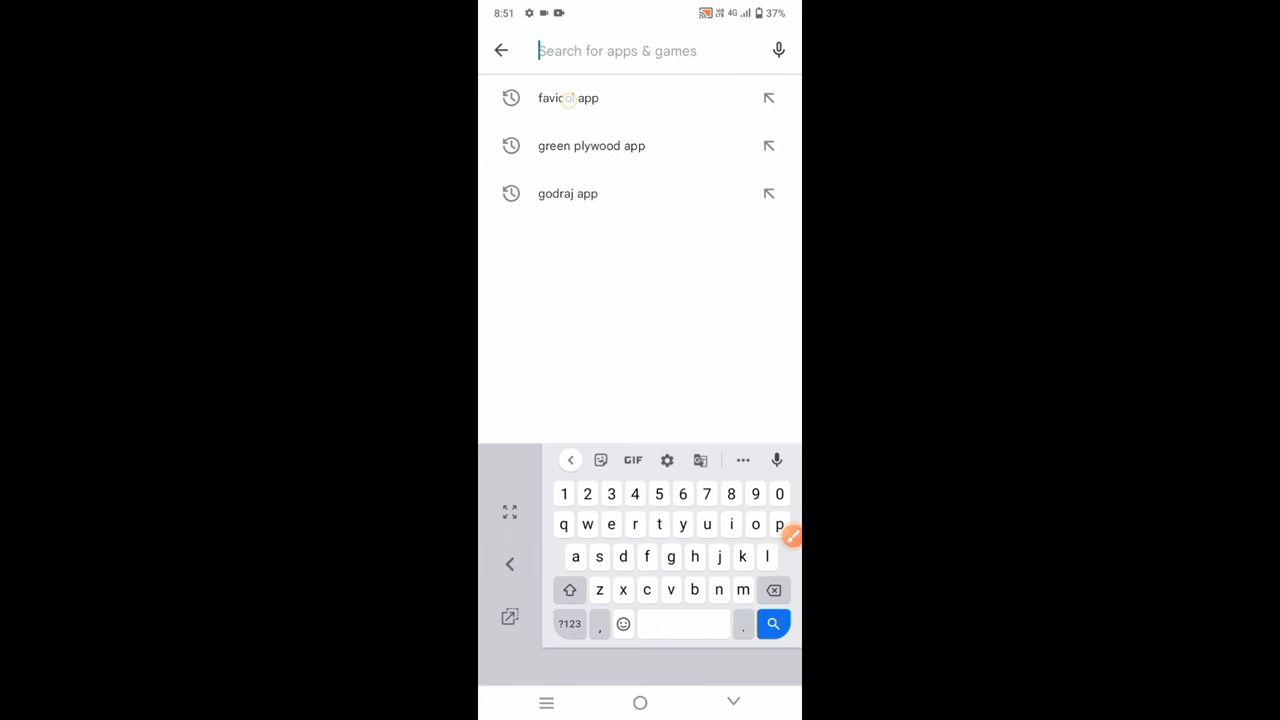 8:51 4G 37%
Search for apps & games
favicol app
green plywood app
godraj app
GIF
1 2 3 4 5 6 7 8 9 0
q w e r t y u i o p
a s d f g h j k l
z x c v b n m
?123 , .